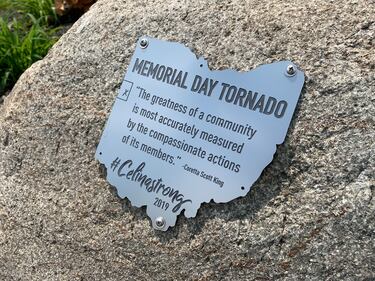 MEMORIAL DAY TORNADO
"The greatness of a community
is most accurately measured
by the compassionate actions
of its members."
-Coretta Scott King
#Celinastrong
2019